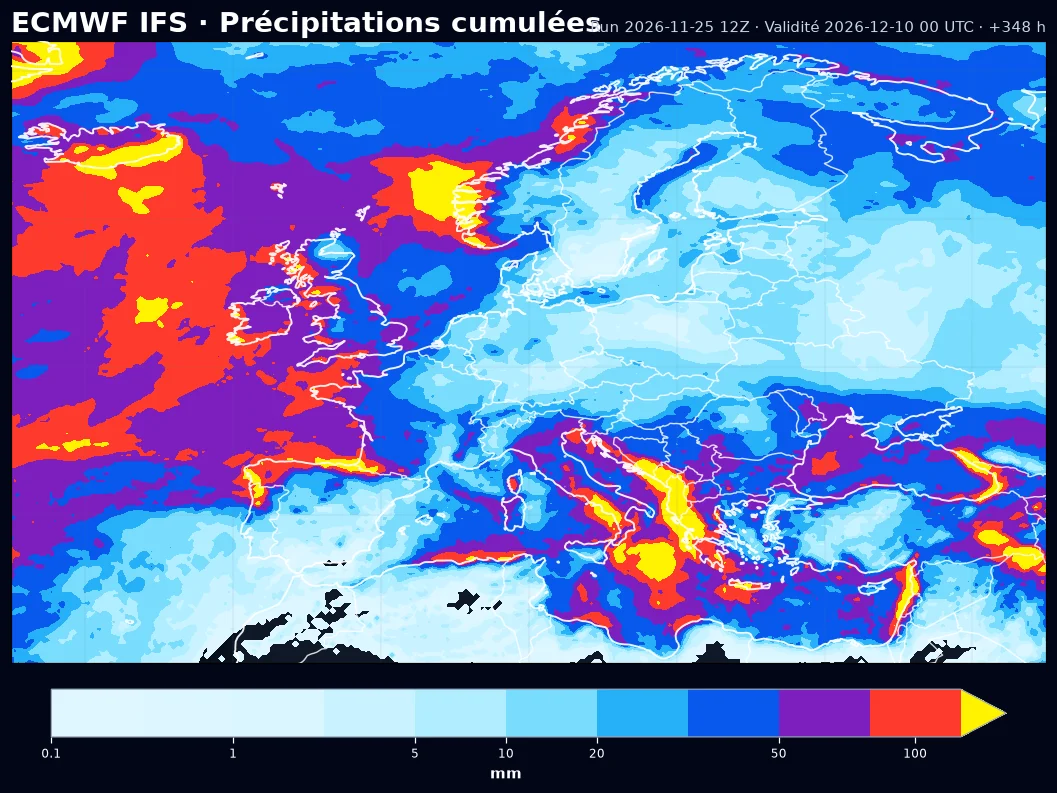 ECMWF IFS · Précipitations cumulées
Run 2026-11-25 12Z · Validité 2026-12-10 00 UTC · +348 h
0.1 1 5 10 20 50 100
mm